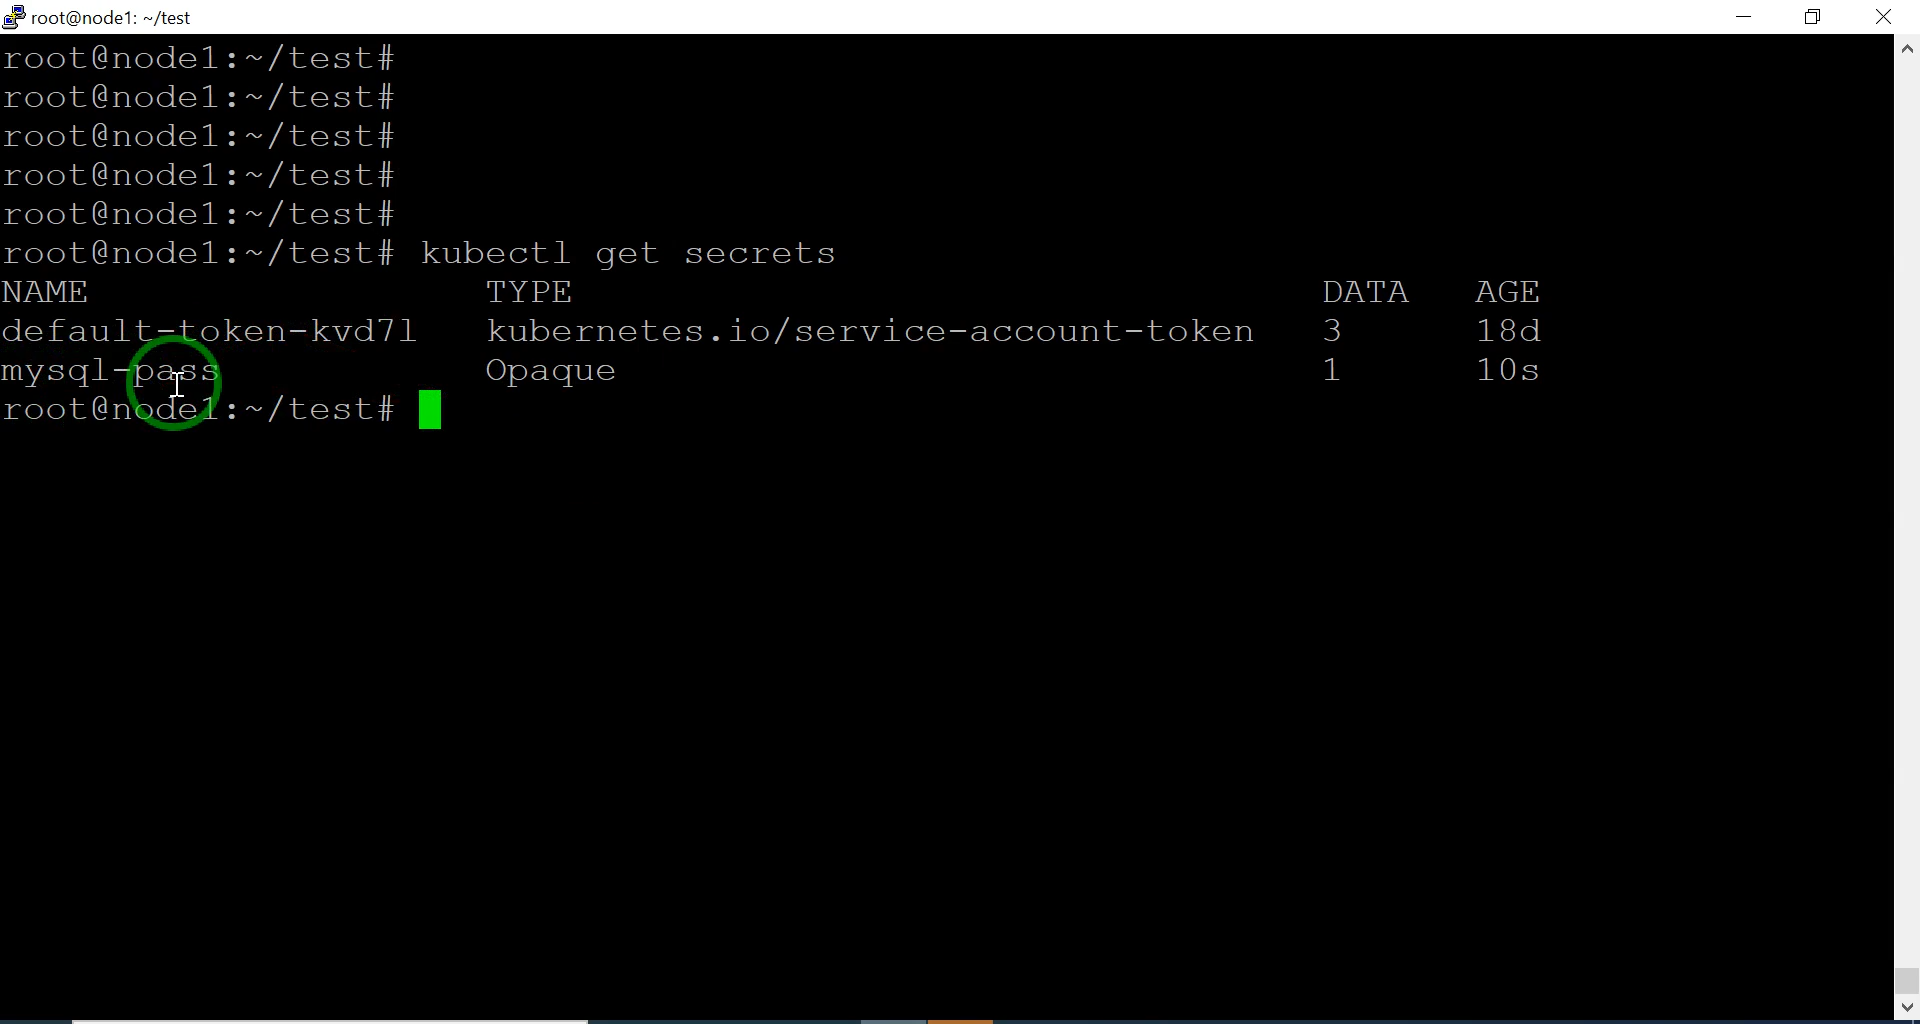 root@node1: ~/test
root@node1:~/test#
root@node1:~/test#
root@node1:~/test#
root@node1:~/test#
root@node1:~/test#
root@node1:~/test# kubectl get secrets
NAME TYPE DATA AGE
default-token-kvd7l kubernetes.io/service-account-token 3 18d
mysql-pass Opaque 1 10s
root@node1:~/test#